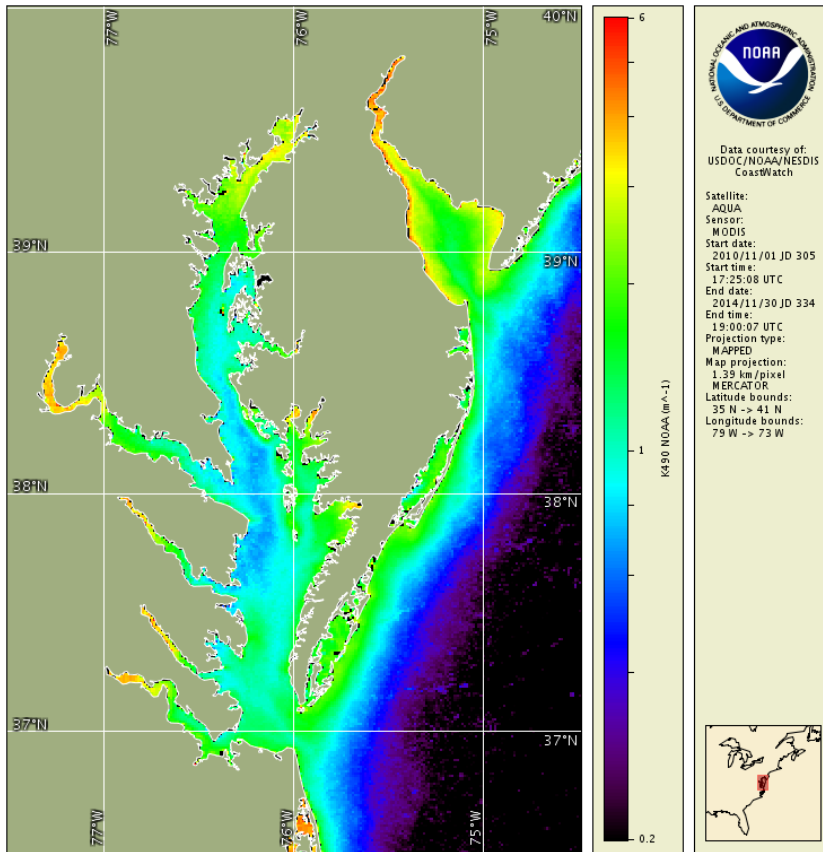 77°W
76°W
75°W
40°N
39°N
39°N
38°N
38°N
37°N
37°N
77°W
76°W
75°W
6
1
0.2
K490 NOAA (m^-1)
NATIONAL OCEANIC AND ATMOSPHERIC ADMINISTRATION
NOAA
U.S. DEPARTMENT OF COMMERCE
Data courtesy of:
USDOC/NOAA/NESDIS
CoastWatch
Satellite:
AQUA
Sensor:
MODIS
Start date:
2010/11/01 JD 305
Start time:
17:25:08 UTC
End date:
2014/11/30 JD 334
End time:
19:00:07 UTC
Projection type:
MAPPED
Map projection:
1.39 km/pixel
MERCATOR
Latitude bounds:
35 N -> 41 N
Longitude bounds:
79 W -> 73 W